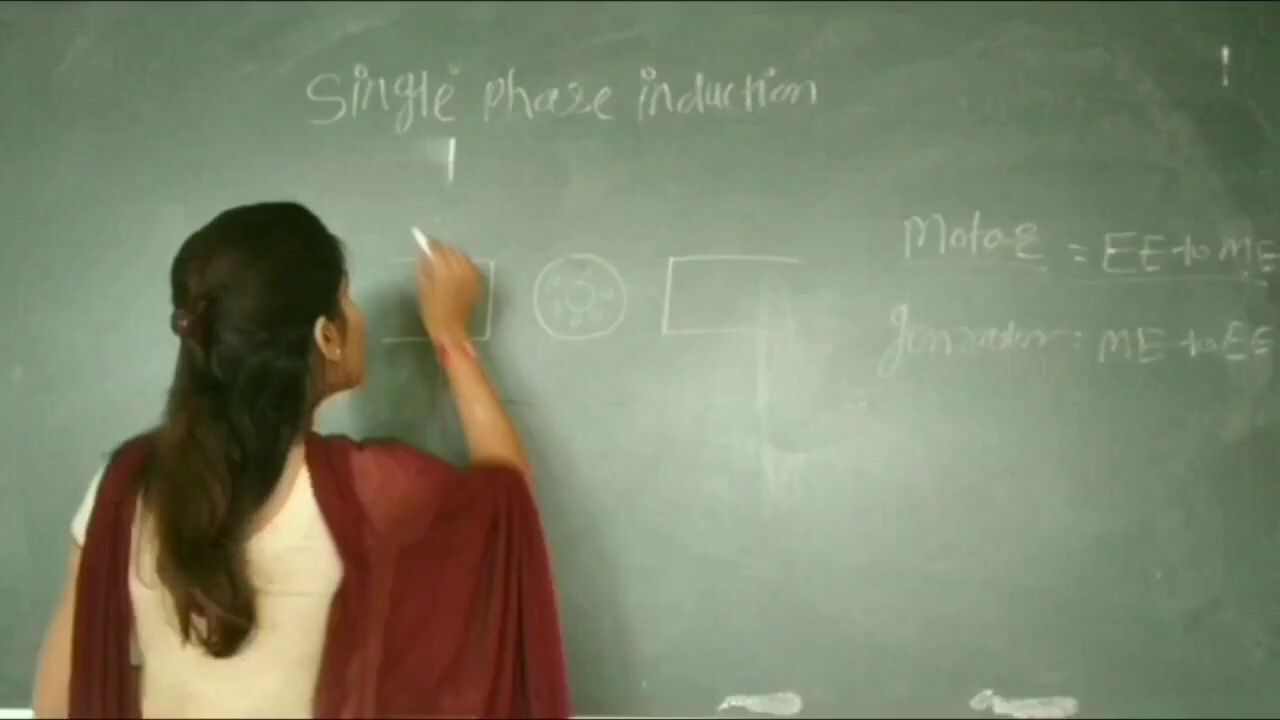 Single phase induction
Motor = EE to ME
Generator = ME to EE